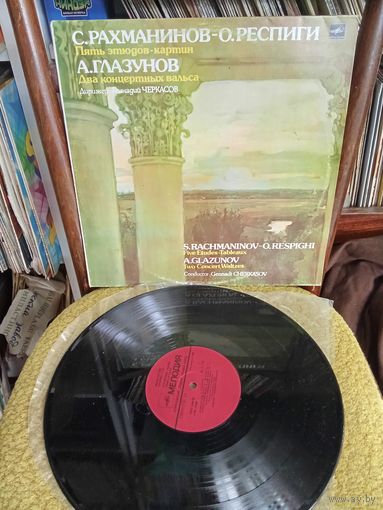 С.РАХМАНИНОВ-О.РЕСПИГИ
Пять этюдов-картин
А.ГЛАЗУНОВ
Два концертных вальса
Дирижер Геннадий ЧЕРКАСОВ
S.RACHMANINOV-O.RESPIGHI
Five Etudes-Tableaux
A.GLAZUNOV
Two Concert Waltzes
Conductor Gennadi CHERKASOV
МЕЛОДИЯ
www.ay.by